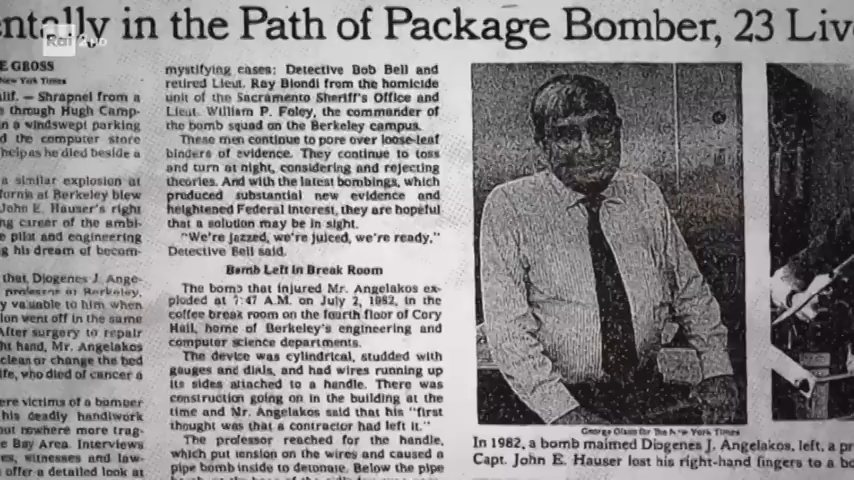 ntally in the Path of Package Bomber, 23 Liv
Rai
E GROSS
New York Times
alif. — Shrapnel from a
e through Hugh Camp-
n a windswept parking
d the computer store
helpas he died beside a
a similar explosion at
fornia at Berkeley blew
John E. Hauser's right
ng career of the ambi-
e pilot and engineering
g his dream of becom-
that Diogenes J. Ange-
professor at Berkeley,
y valuable to him when
ion went off in the same
After surgery to repair
ht hand, Mr. Angelakos
clean or change the bed
ife, who died of cancer a
ere victims of a bomber
his deadly handiwork
but nowhere more trag-
e Bay Area. Interviews
s, witnesses and law-
offer a detailed look at
mystifying cases: Detective Bob Bell and
retired Lieut. Ray Biondi from the homicide
unit of the Sacramento Sheriff's Office and
Lieut. William P. Foley, the commander of
the bomb squad on the Berkeley campus.
These men continue to pore over loose-leaf
binders of evidence. They continue to toss
and turn at night, considering and rejecting
theories. And with the latest bombings, which
produced substantial new evidence and
heightened Federal interest, they are hopeful
that a solution may be in sight.
"We're jazzed, we're juiced, we're ready,"
Detective Bell said.
Bomb Left in Break Room
The bomb that injured Mr. Angelakos ex-
ploded at 7:47 A.M. on July 2, 1982, in the
coffee break room on the fourth floor of Cory
Hall, home of Berkeley's engineering and
computer science departments.
The device was cylindrical, studded with
gauges and dials, and had wires running up
its sides attached to a handle. There was
construction going on in the building at the
time and Mr. Angelakos said that his "first
thought was that a contractor had left it."
The professor reached for the handle,
which put tension on the wires and caused a
pipe bomb inside to detonate. Below the pipe
for The New York Times
In 1982, a bomb maimed Diogenes J. Angelakos, left, a pr
Capt. John E. Hauser lost his right-hand fingers to a bo